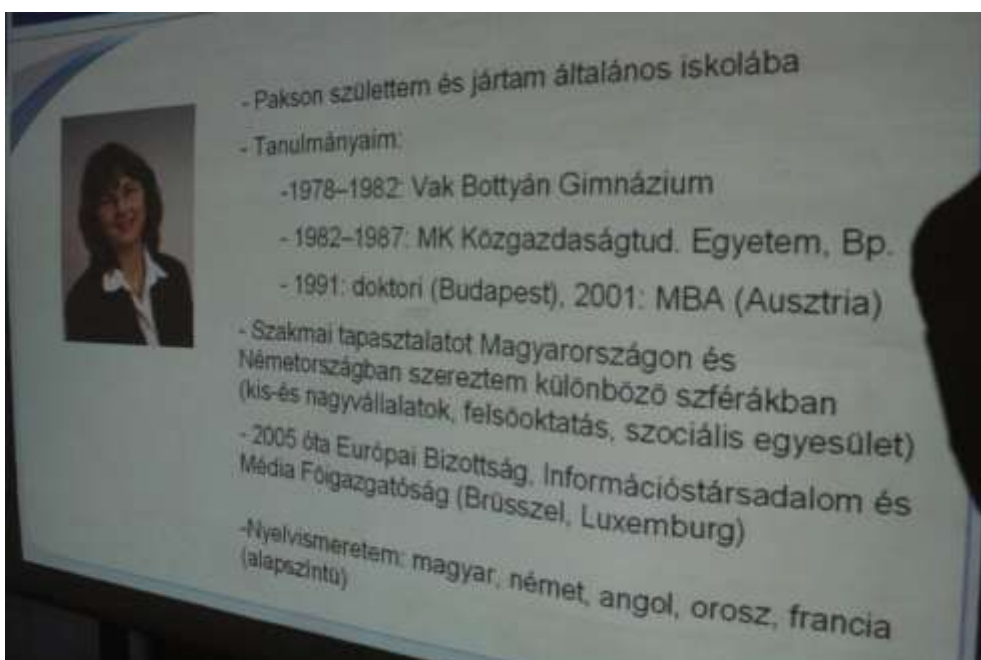 - Pakson születtem és jártam általános iskolába
- Tanulmányaim:
-1978–1982: Vak Bottyán Gimnázium
- 1982–1987: MK Közgazdaságtud. Egyetem, Bp.
- 1991: doktori (Budapest), 2001: MBA (Ausztria)
- Szakmai tapasztalatot Magyarországon és
Németországban szereztem különböző szférákban
(kis-és nagyvállalatok, felsőoktatás, szociális egyesület)
- 2005 óta Európai Bizottság, Információstársadalom és
Média Főigazgatóság (Brüsszel, Luxemburg)
-Nyelvismeretem: magyar, német, angol, orosz, francia
(alapszintű)